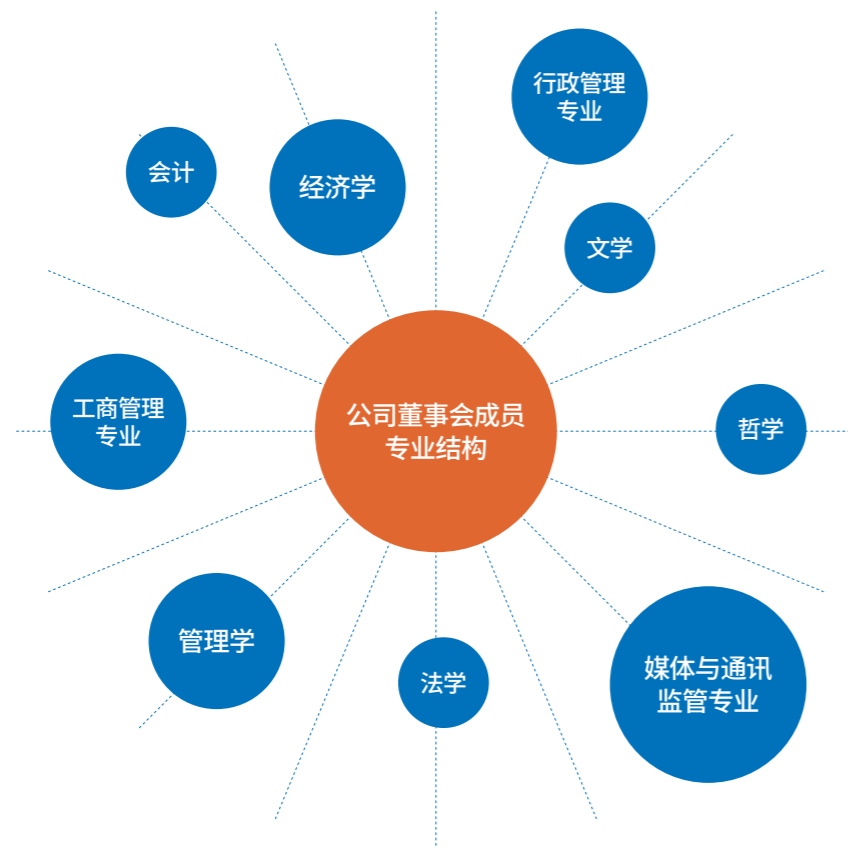 行政管理
专业
会计
经济学
文学
工商管理
专业
公司董事会成员
专业结构
哲学
管理学
法学
媒体与通讯
监管专业